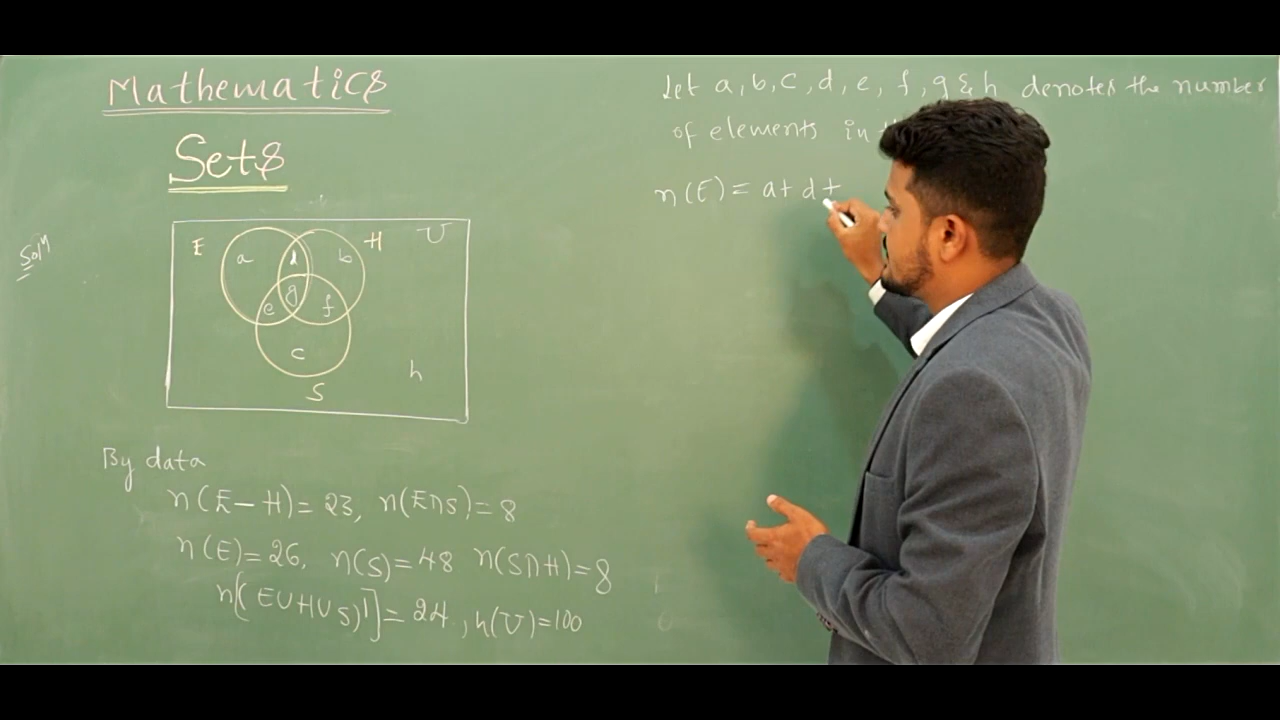 Mathematics
Sets
Soln
E a d b H U
e g f
c
h
S
By data
n(E-H)=23, n(E∩S)=8
n(E)=26, n(S)=48 n(S∩H)=8
n[(EUHUS)']=24, n(U)=100
Let a, b, c, d, e, f, g & h denotes the number
of elements in
n(E) = a+d+